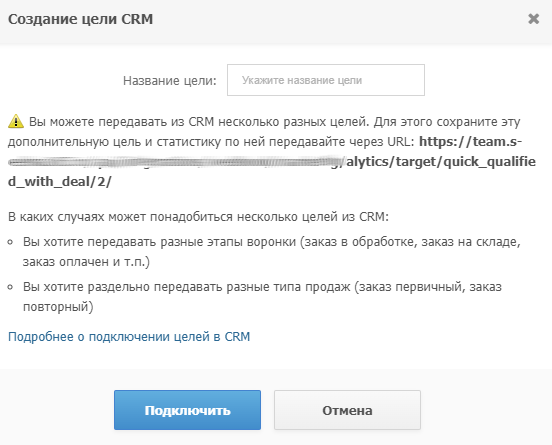 Создание цели CRM
Название цели: Укажите название цели
Вы можете передавать из CRM несколько разных целей. Для этого сохраните эту
дополнительную цель и статистику по ней передавайте через URL: https://team.s-
/alytics/target/quick_qualifie
d_with_deal/2/
В каких случаях может понадобиться несколько целей из CRM:
Вы хотите передавать разные этапы воронки (заказ в обработке, заказ на складе,
заказ оплачен и т.п.)
Вы хотите раздельно передавать разные типа продаж (заказ первичный, заказ
повторный)
Подробнее о подключении целей в CRM
Подключить Отмена